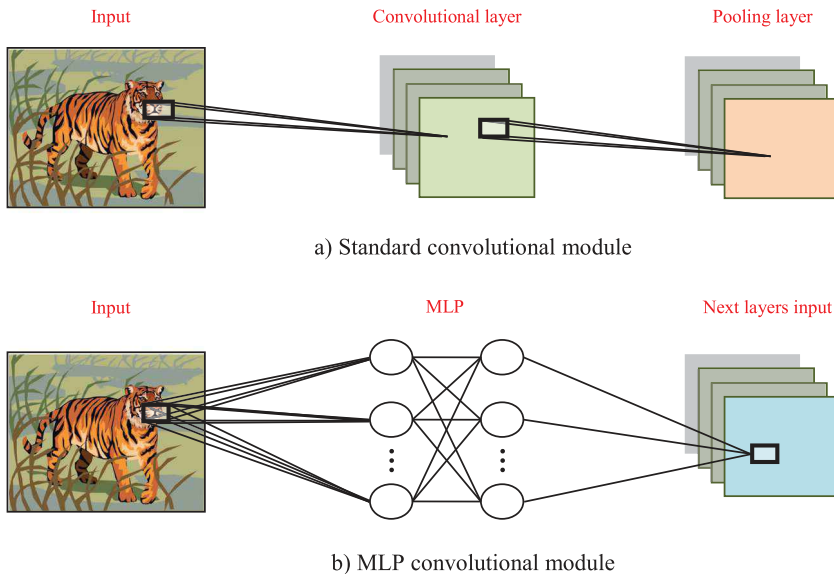 Input
Convolutional layer
Pooling layer
a) Standard convolutional module
Input
MLP
Next layers input
b) MLP convolutional module